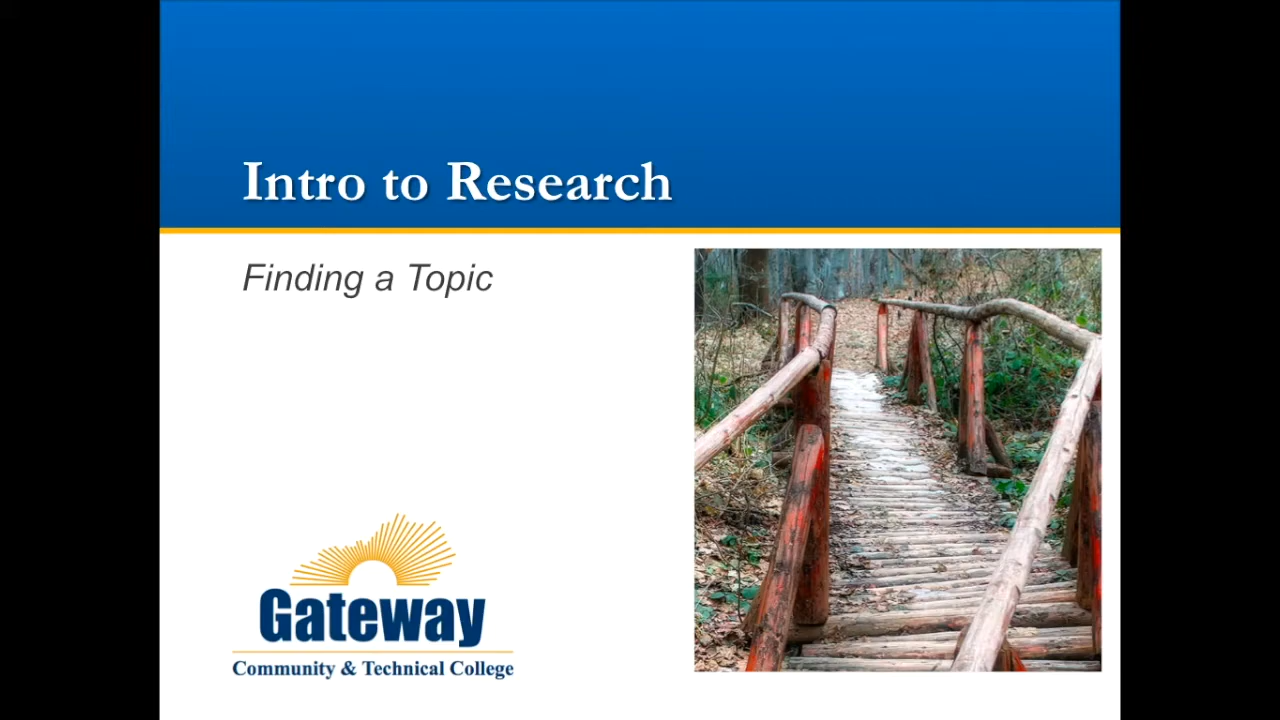 Intro to Research
Finding a Topic
Gateway
Community & Technical College